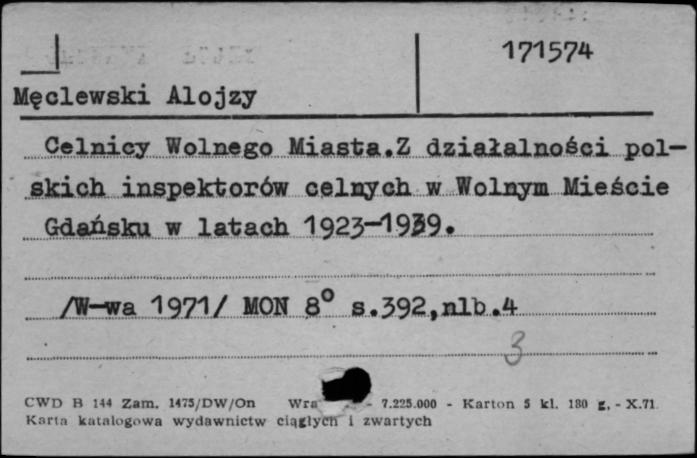 171574
Męclewski Alojzy
Celnicy Wolnego Miasta.Z działalności pol-
skich inspektorów celnych w Wolnym Mieście
Gdańsku w latach 1923-1939.
/W-wa 1971/ MON 8° s.392,nlb.4
3
CWD B 144 Zam. 1475/DW/On Wra - 7.225.000 - Karton 5 kl. 180 g. - X.71.
Karta katalogowa wydawnictw ciągłych i zwartych